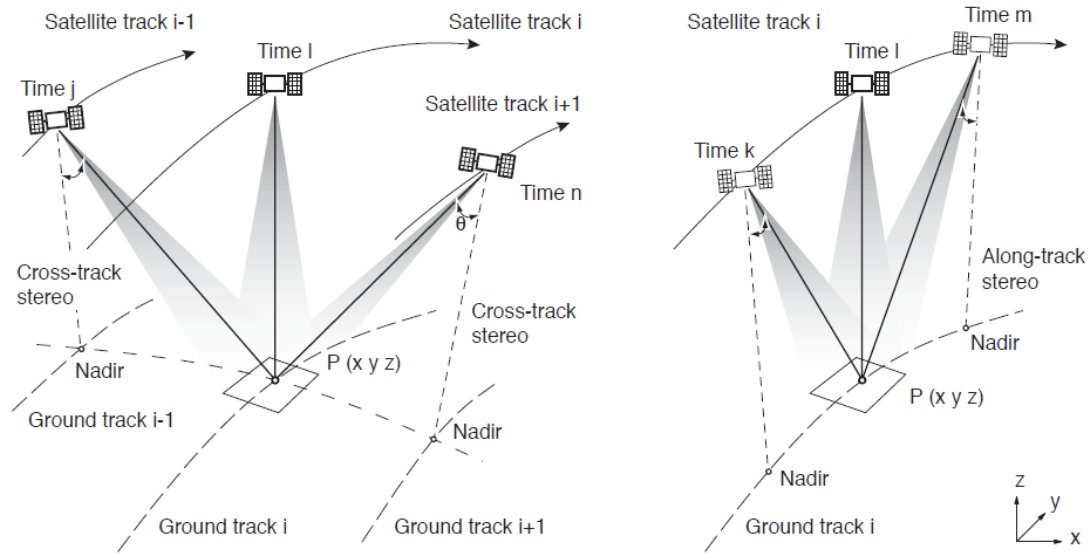 Satellite track i-1
Satellite track i
Time l
Time j
Satellite track i+1
Time n
θ
Cross-track
stereo
Cross-track
stereo
P (x y z)
Nadir
Ground track i-1
Nadir
Ground track i
Ground track i+1
Satellite track i
Time m
Time l
Time k
Along-track
stereo
P (x y z)
Nadir
Nadir
Ground track i
z
y
x